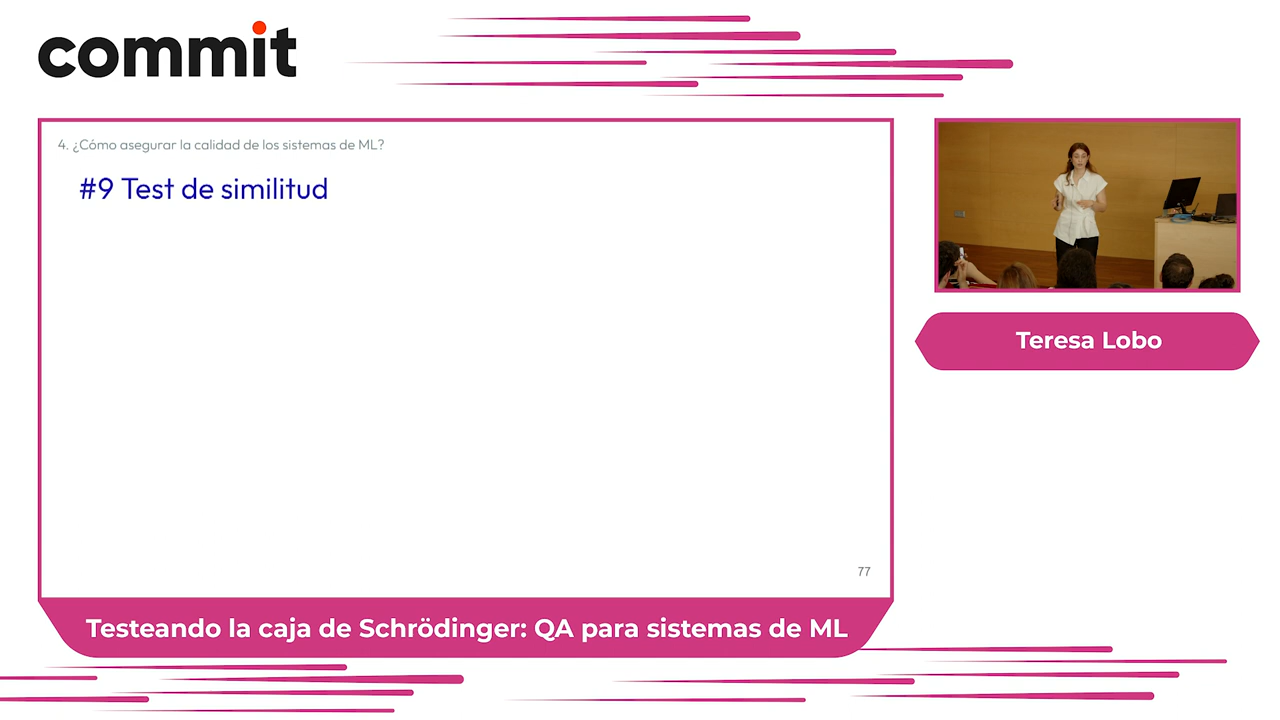 commit
4. ¿Cómo asegurar la calidad de los sistemas de ML?
#9 Test de similitud
77
Teresa Lobo
Testeando la caja de Schrödinger: QA para sistemas de ML